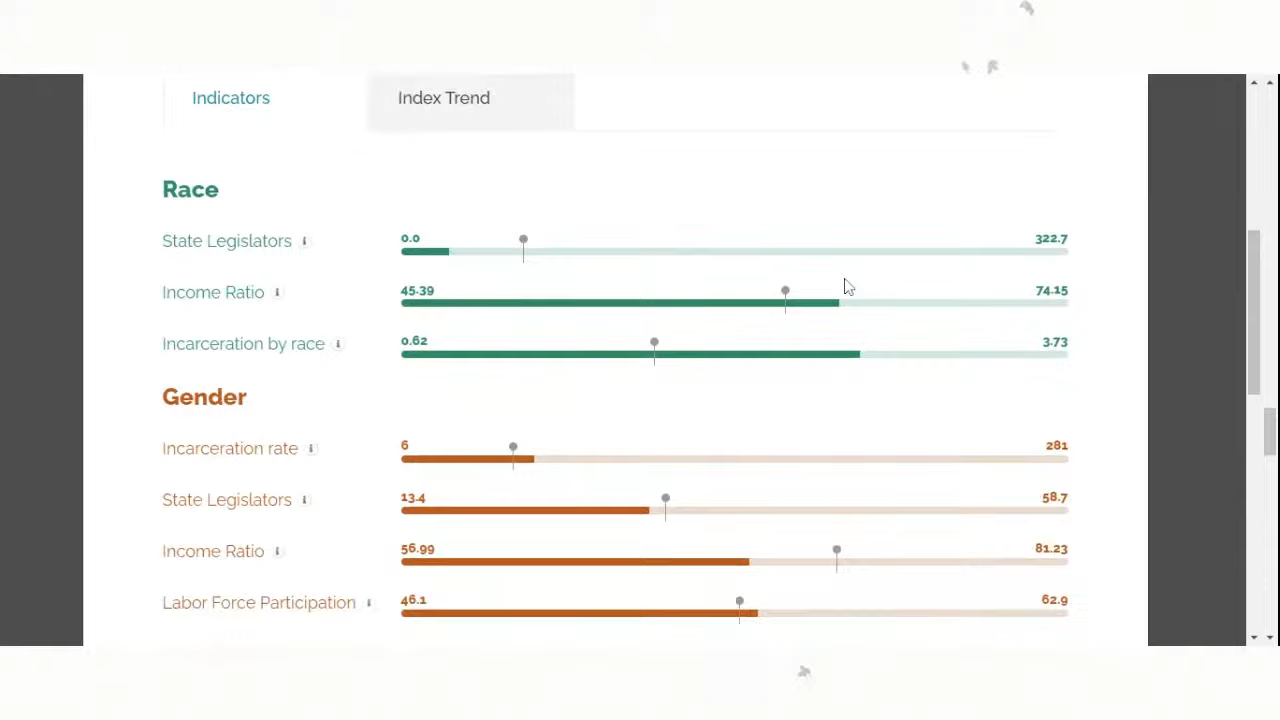 Indicators
Index Trend
Race
State Legislators
0.0
322.7
Income Ratio
45.39
74.15
Incarceration by race
0.62
3.73
Gender
Incarceration rate
6
281
State Legislators
13.4
58.7
Income Ratio
56.99
81.23
Labor Force Participation
46.1
62.9